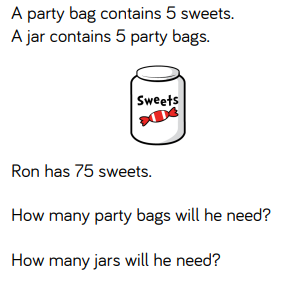 A party bag contains 5 sweets.
A jar contains 5 party bags.
Sweets
Ron has 75 sweets.
How many party bags will he need?
How many jars will he need?